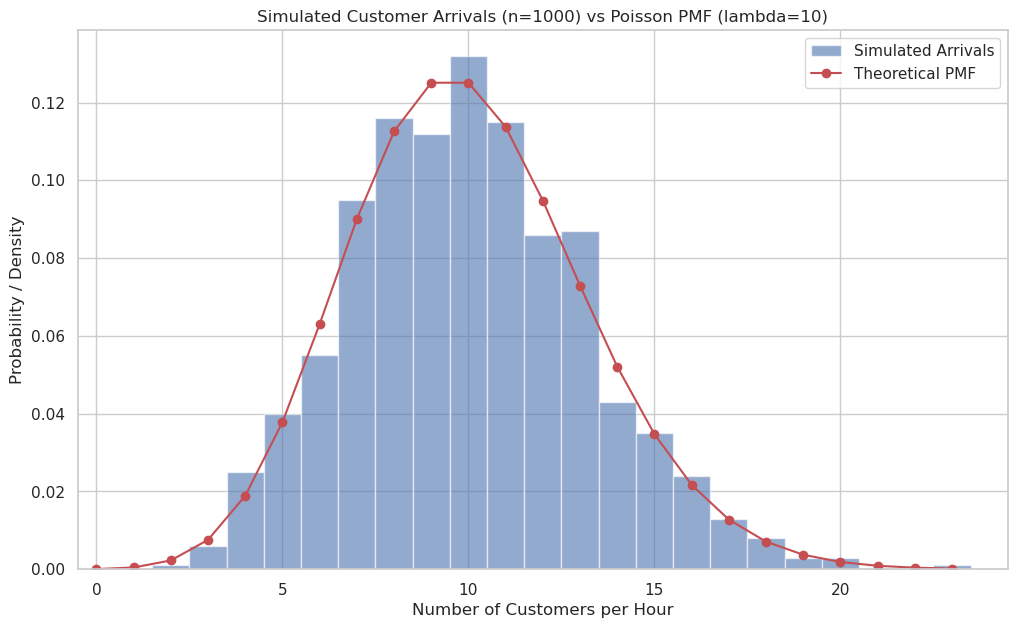 Simulated Customer Arrivals (n=1000) vs Poisson PMF (lambda=10)
Simulated Arrivals
Theoretical PMF
Probability / Density
0.12
0.10
0.08
0.06
0.04
0.02
0.00
0 5 10 15 20
Number of Customers per Hour